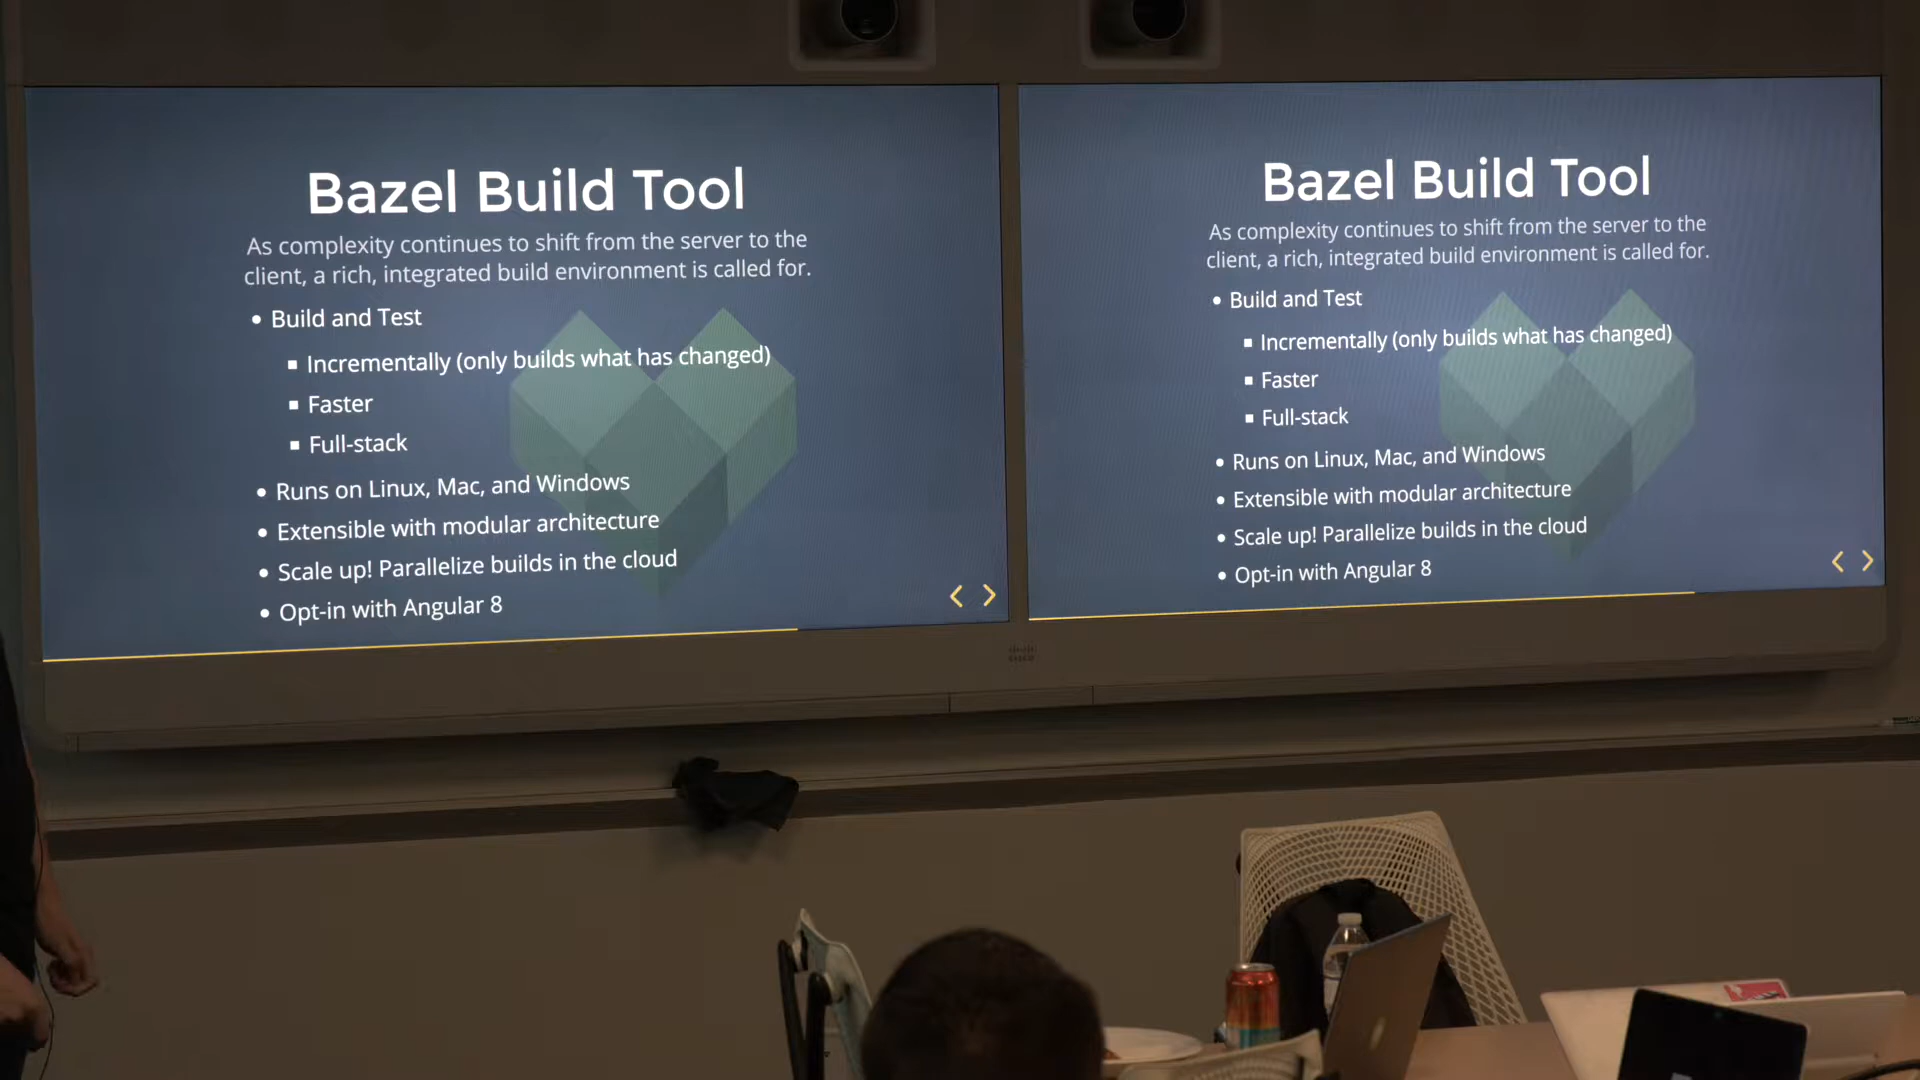 Bazel Build Tool
As complexity continues to shift from the server to the
client, a rich, integrated build environment is called for.
• Build and Test
▪ Incrementally (only builds what has changed)
▪ Faster
▪ Full-stack
• Runs on Linux, Mac, and Windows
• Extensible with modular architecture
• Scale up! Parallelize builds in the cloud
• Opt-in with Angular 8
Bazel Build Tool
As complexity continues to shift from the server to the
client, a rich, integrated build environment is called for.
• Build and Test
▪ Incrementally (only builds what has changed)
▪ Faster
▪ Full-stack
• Runs on Linux, Mac, and Windows
• Extensible with modular architecture
• Scale up! Parallelize builds in the cloud
• Opt-in with Angular 8